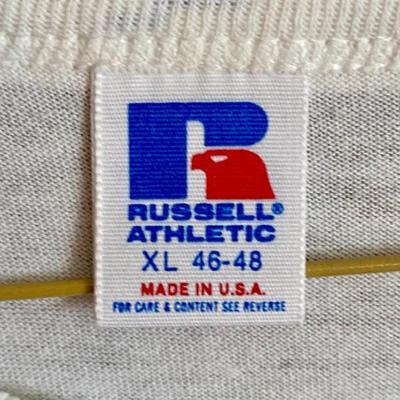 RUSSELL®
ATHLETIC
XL 46-48
MADE IN U.S.A.
FOR CARE & CONTENT SEE REVERSE